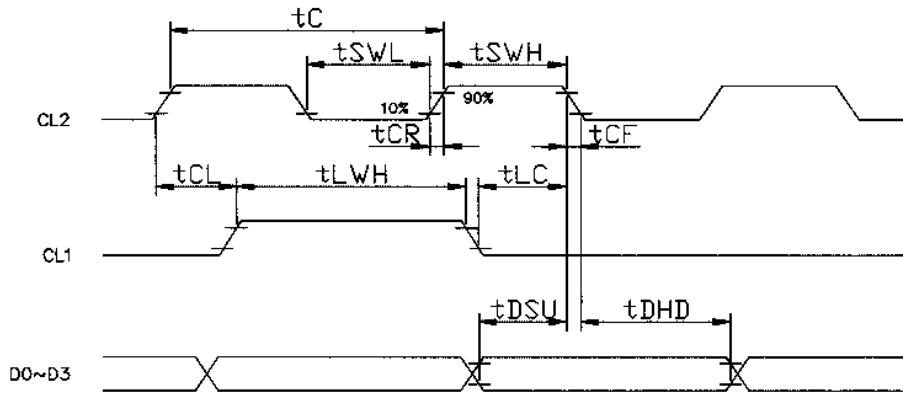 tC
tSWL tSWH
CL2 10% 90%
tCR tCF
tCL tLWH tLC
CL1
tDSU tDHD
D0~D3